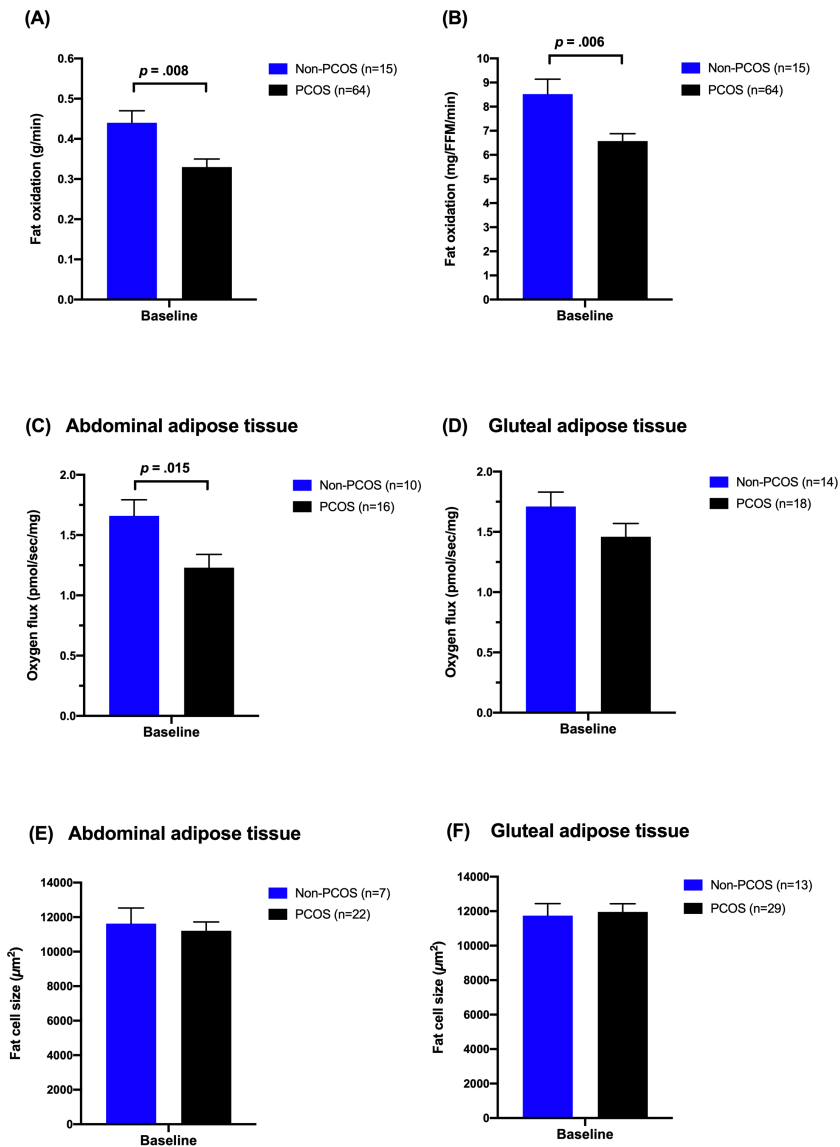 (A)
Fat oxidation (g/min)
0.6
0.5
0.4
0.3
0.2
0.1
0.0
p = .008
Non-PCOS (n=15)
PCOS (n=64)
Baseline
(B)
Fat oxidation (mg/FFM/min)
10
9
8
7
6
5
4
3
2
1
0
p = .006
Non-PCOS (n=15)
PCOS (n=64)
Baseline
(C) Abdominal adipose tissue
Oxygen flux (pmol/sec/mg)
2.0
1.5
1.0
0.5
0.0
p = .015
Non-PCOS (n=10)
PCOS (n=16)
Baseline
(D) Gluteal adipose tissue
Oxygen flux (pmol/sec/mg)
2.0
1.5
1.0
0.5
0.0
Non-PCOS (n=14)
PCOS (n=18)
Baseline
(E) Abdominal adipose tissue
Fat cell size (µm²)
14000
12000
10000
8000
6000
4000
2000
0
Non-PCOS (n=7)
PCOS (n=22)
Baseline
(F) Gluteal adipose tissue
Fat cell size (µm²)
14000
12000
10000
8000
6000
4000
2000
0
Non-PCOS (n=13)
PCOS (n=29)
Baseline